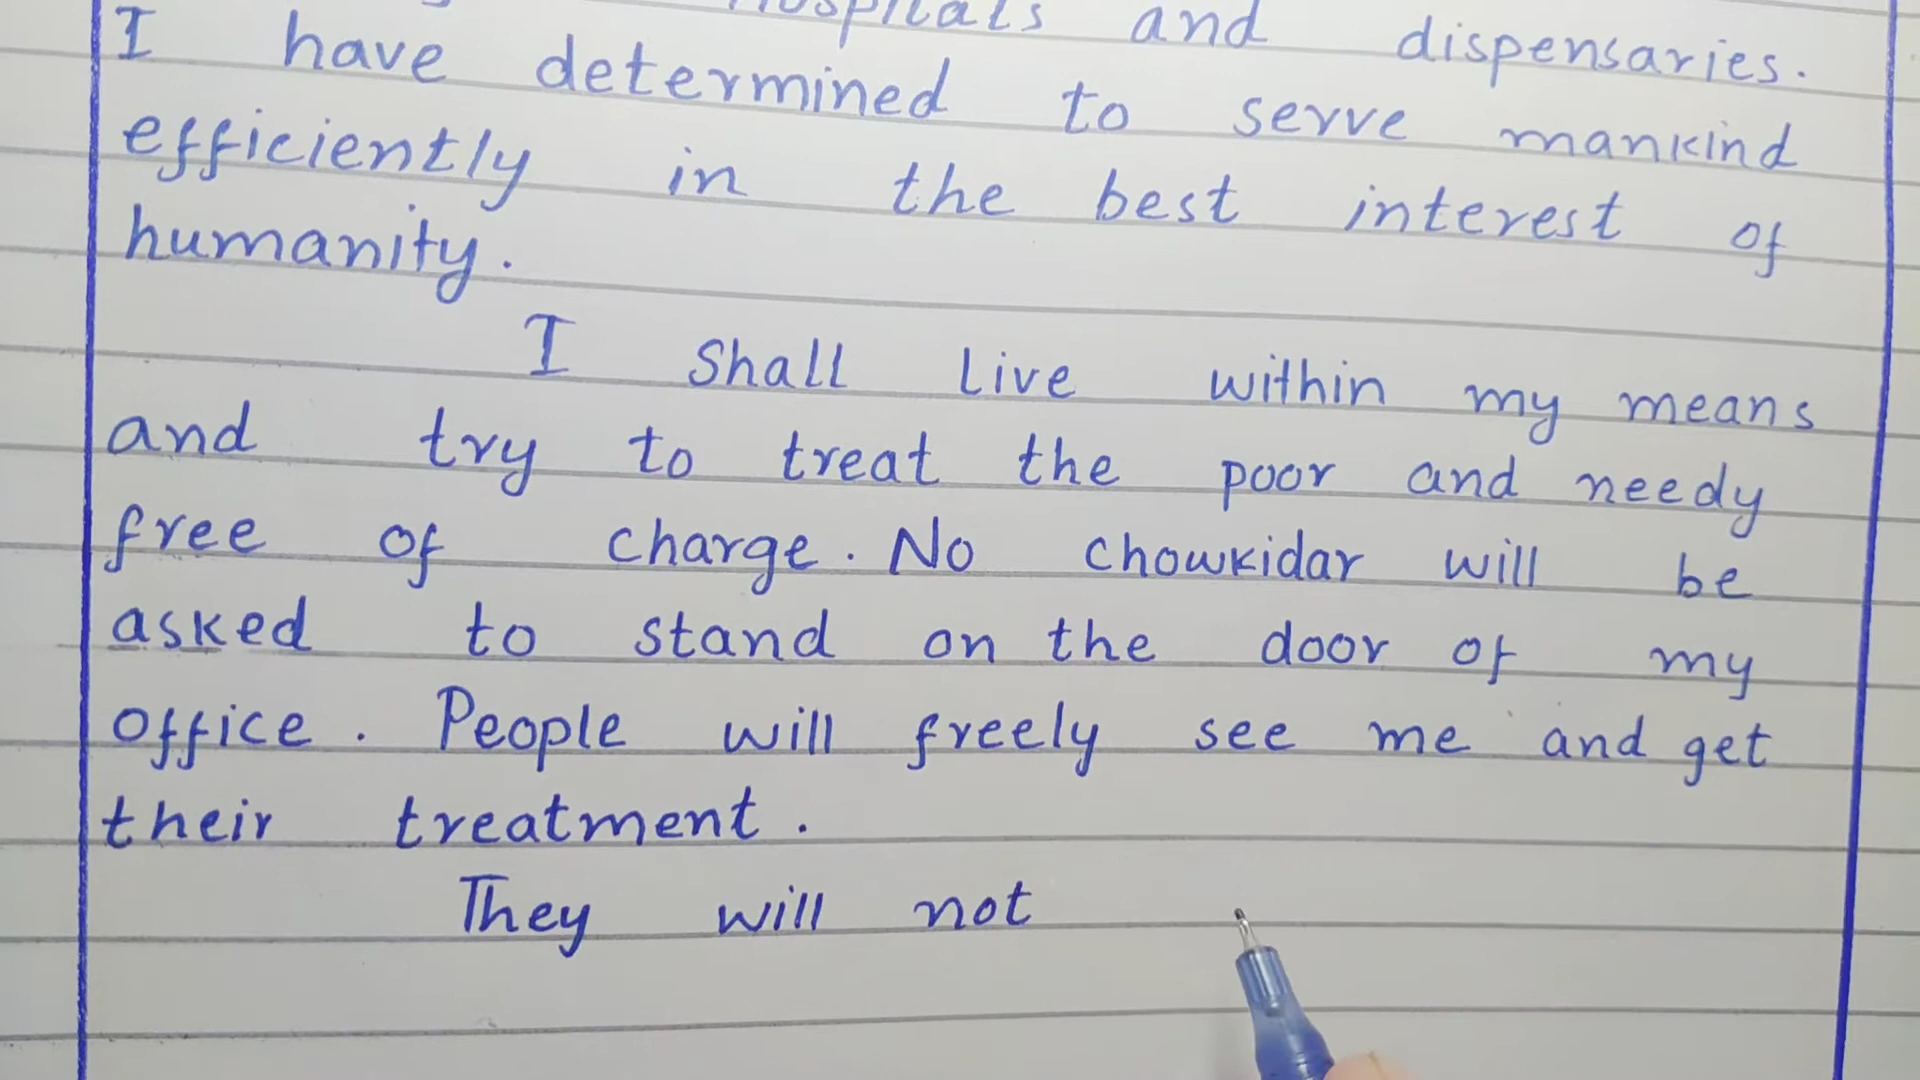 hospitals and dispensaries.
I have determined to serve mankind
efficiently in the best interest of
humanity.
I Shall Live within my means
and try to treat the poor and needy
free of charge. No chowkidar will be
asked to stand on the door of my
office. People will freely see me and get
their treatment.
They will not